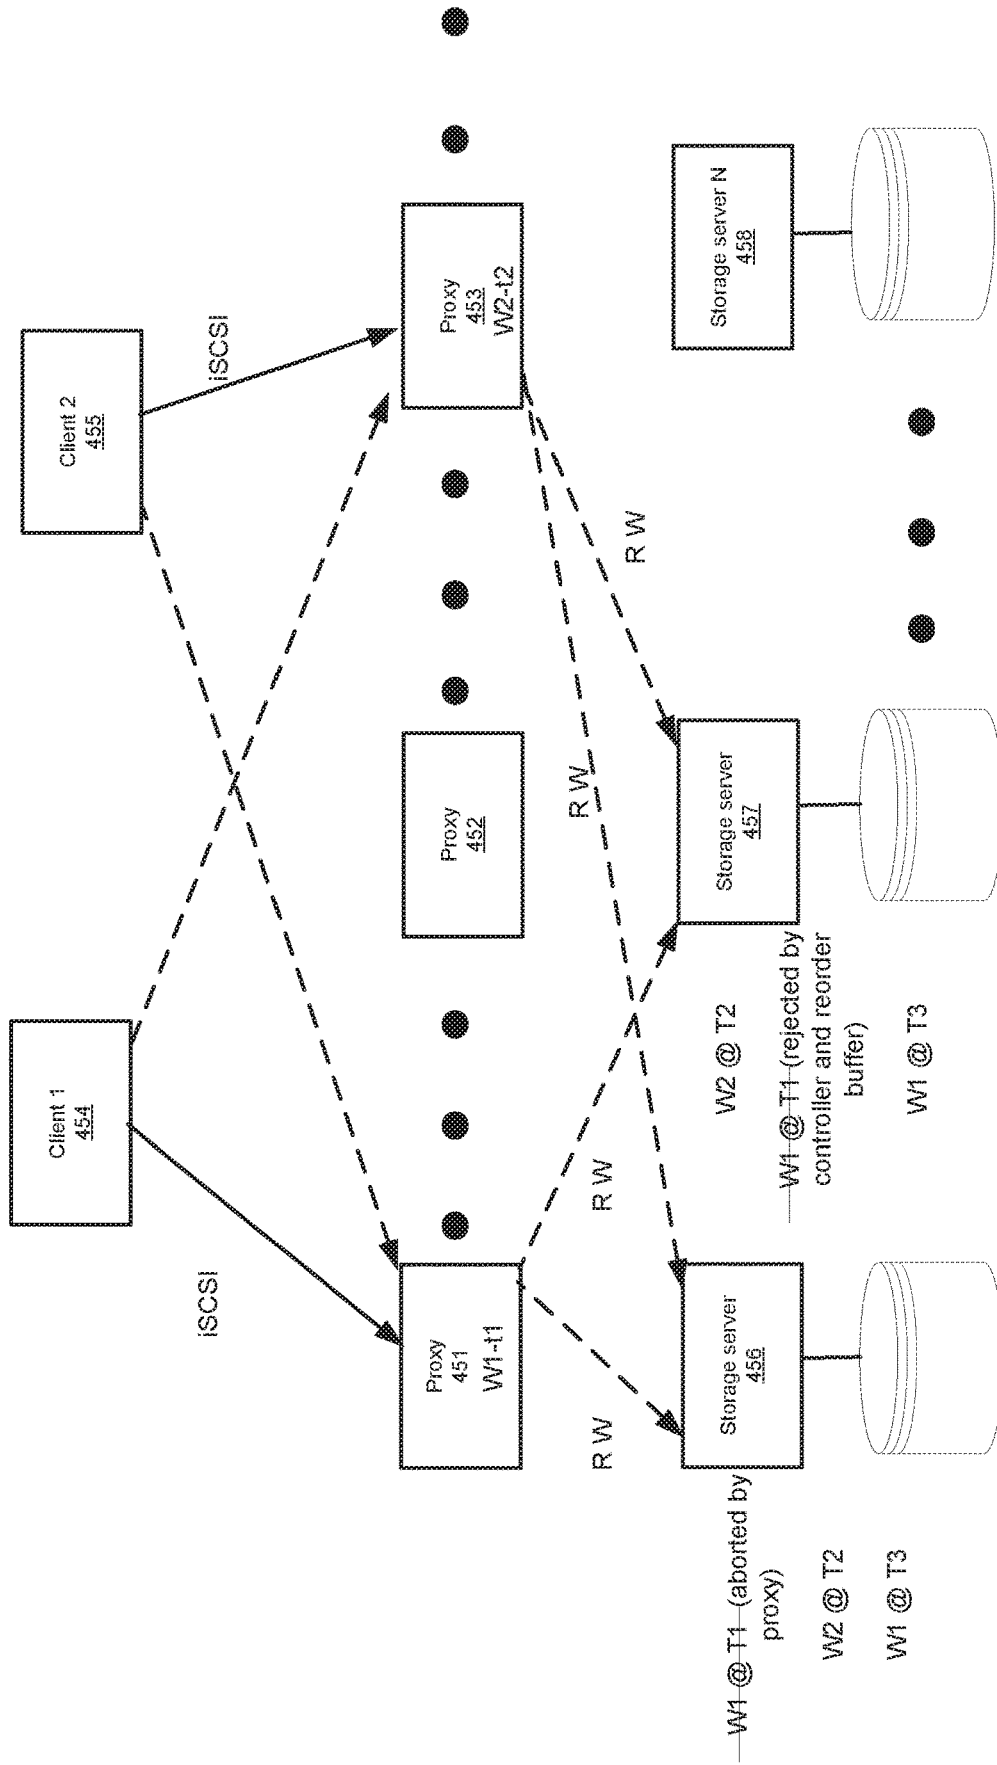 Client 1
454
Client 2
455
iSCSI
iSCSI
Proxy
451
W1-t1
Proxy
452
Proxy
453
W2-t2
R W
R W
R W
R W
Storage server
456
Storage server
457
Storage server N
458
W1 @ T1 (aborted by
proxy)
W2 @ T2
W1 @ T3
W2 @ T2
W1 @ T1 (rejected by
controller and reorder
buffer)
W1 @ T3